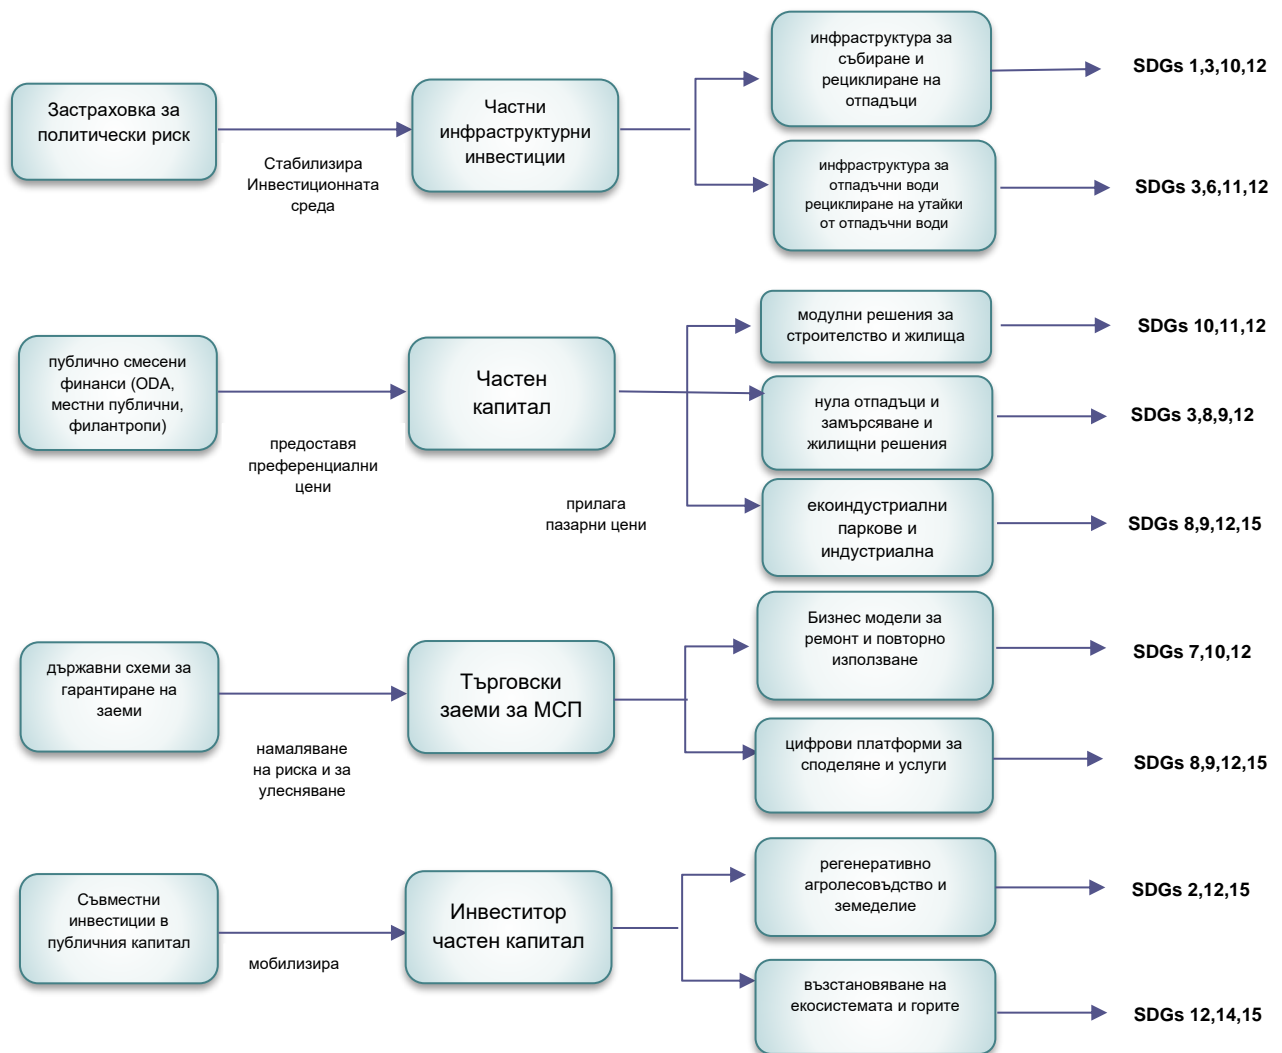 Застраховка за
политически риск
Стабилизира
Инвестиционната
среда
Частни
инфраструктурни
инвестиции
инфраструктура за
събиране и
рециклиране на
отпадъци
SDGs 1,3,10,12
инфраструктура за
отпадъчни води
рециклиране на утайки
от отпадъчни води
SDGs 3,6,11,12
публично смесени
финанси (ODA,
местни публични,
филантропи)
предоставя
преференциални
цени
Частен
капитал
прилага
пазарни цени
модулни решения за
строителство и жилища
SDGs 10,11,12
нула отпадъци и
замърсяване и
жилищни решения
SDGs 3,8,9,12
екоиндустриални
паркове и
индустриална
SDGs 8,9,12,15
държавни схеми за
гарантиране на
заеми
намаляване
на риска и за
улесняване
Търговски
заеми за МСП
Бизнес модели за
ремонт и повторно
използване
SDGs 7,10,12
цифрови платформи за
споделяне и услуги
SDGs 8,9,12,15
Съвместни
инвестиции в
публичния капитал
мобилизира
Инвеститор
частен капитал
регенеративно
агролесовъдство и
земеделие
SDGs 2,12,15
възстановяване на
екосистемата и горите
SDGs 12,14,15